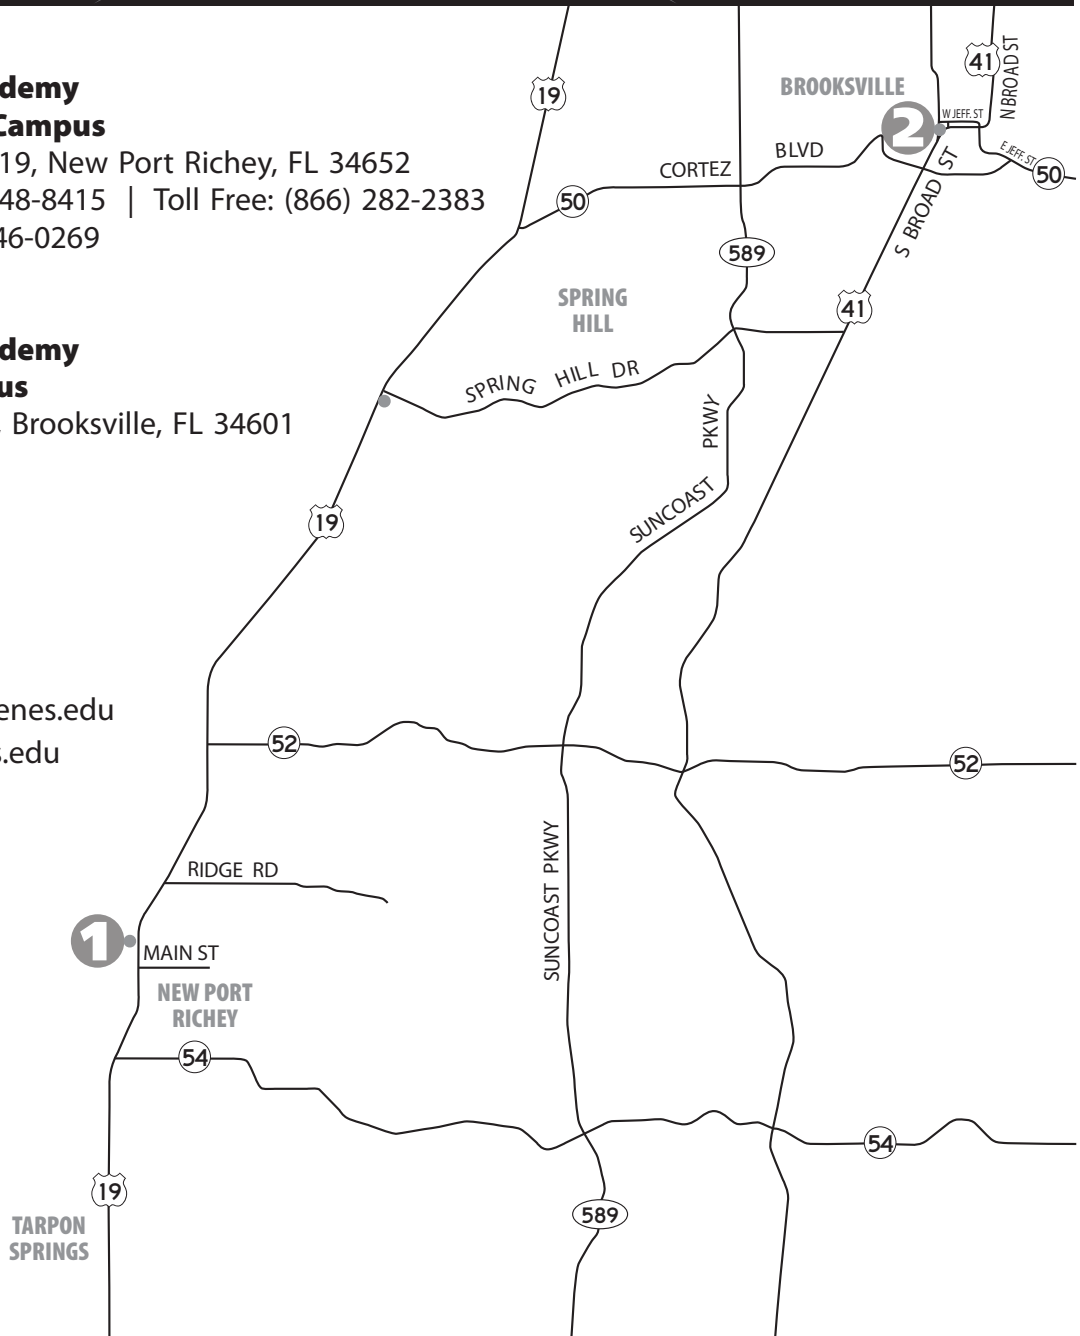 demy
Campus
19, New Port Richey, FL 34652
48-8415 | Toll Free: (866) 282-2383
46-0269
demy
us
, Brooksville, FL 34601
enes.edu
s.edu
19
41
N BROAD ST
BROOKSVILLE
2
W JEFF. ST
E JEFF. ST
50
CORTEZ BLVD
50
S BROAD ST
589
SPRING
HILL
41
SPRING HILL DR
SUNCOAST PKWY
19
52
52
SUNCOAST PKWY
RIDGE RD
1
MAIN ST
NEW PORT
RICHEY
54
54
19
589
TARPON
SPRINGS